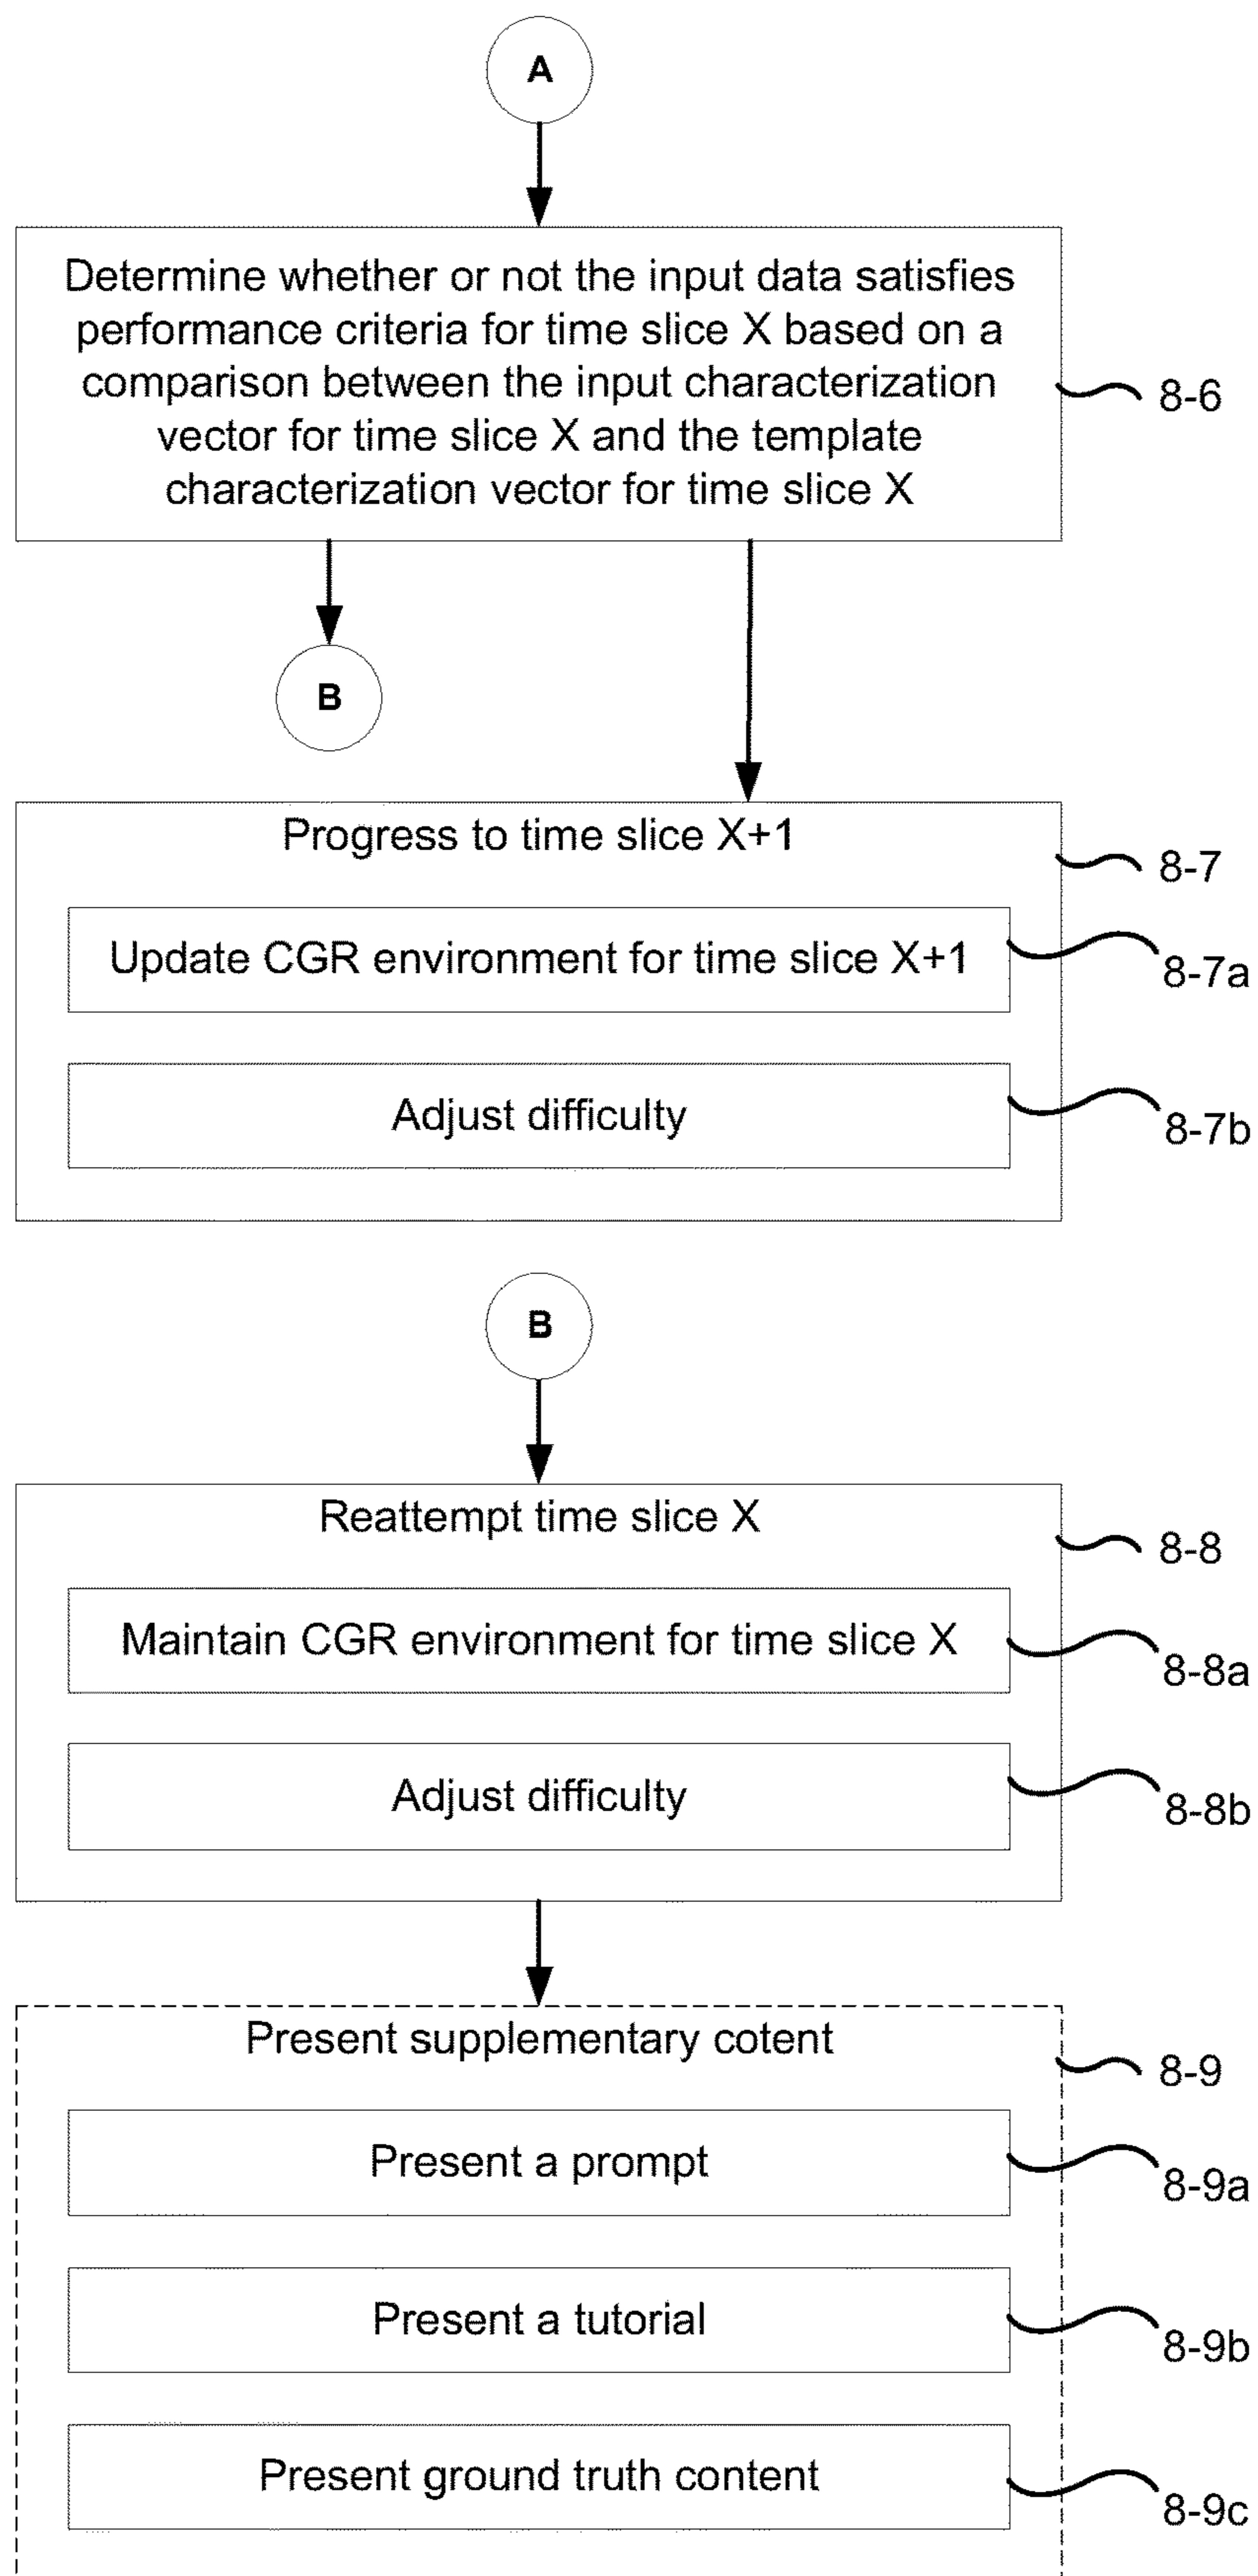 A
Determine whether or not the input data satisfies
performance criteria for time slice X based on a
comparison between the input characterization
vector for time slice X and the template
characterization vector for time slice X
8-6
B
Progress to time slice X+1
8-7
Update CGR environment for time slice X+1
8-7a
Adjust difficulty
8-7b
B
Reattempt time slice X
8-8
Maintain CGR environment for time slice X
8-8a
Adjust difficulty
8-8b
Present supplementary cotent
8-9
Present a prompt
8-9a
Present a tutorial
8-9b
Present ground truth content
8-9c